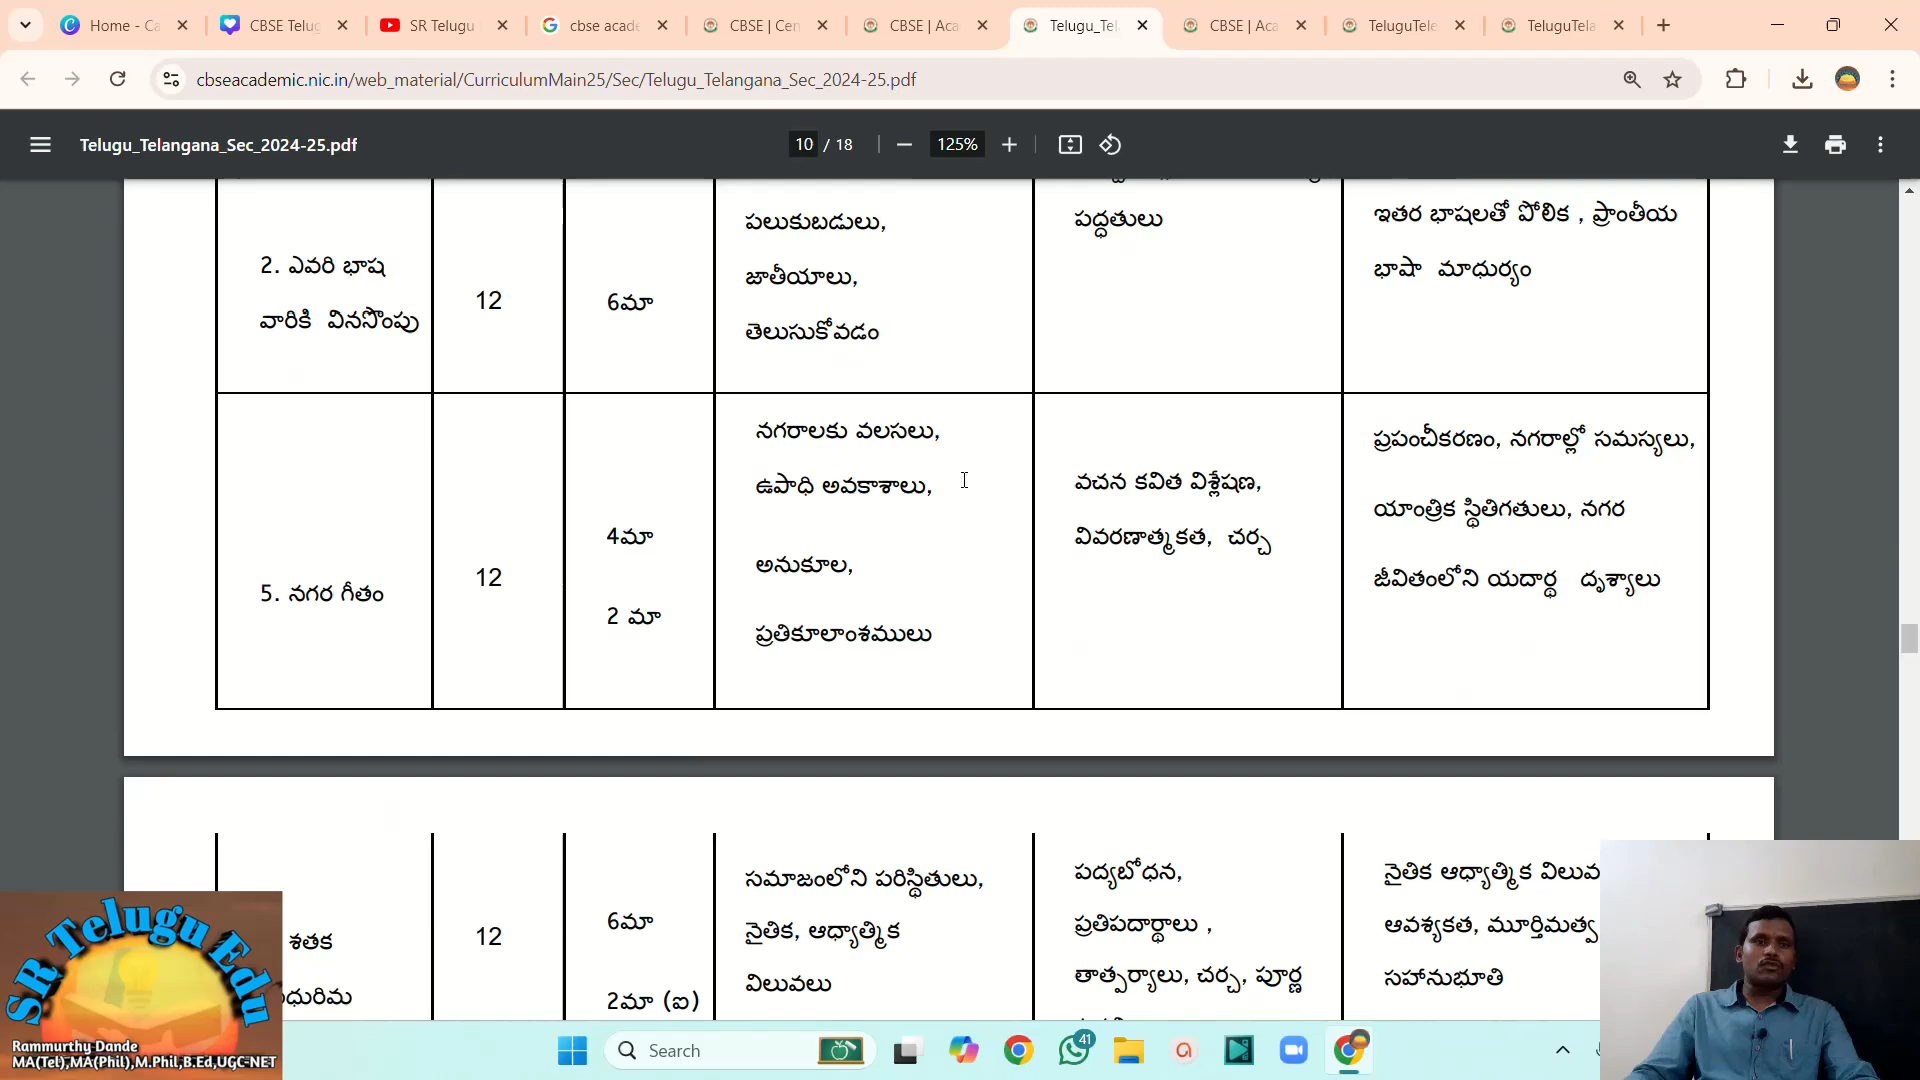 Home - Ca
CBSE Telug
SR Telugu
cbse acade
CBSE | Cen
CBSE | Aca
Telugu_Tel
CBSE | Aca
TeluguTele
TeluguTela
cbseacademic.nic.in/web_material/CurriculumMain25/Sec/Telugu_Telangana_Sec_2024-25.pdf
Telugu_Telangana_Sec_2024-25.pdf
10 / 18
125%
2. ఎవరి భాష
వారికి వినసొంపు
12
6మా
పలుకుబడులు,
జాతీయాలు,
తెలుసుకోవడం
పద్ధతులు
ఇతర భాషలతో పోలిక , ప్రాంతీయ
భాషా మాధుర్యం
5. నగర గీతం
12
4మా
2 మా
నగరాలకు వలసలు,
ఉపాధి అవకాశాలు,
అనుకూల,
ప్రతికూలాంశములు
వచన కవిత విశ్లేషణ,
వివరణాత్మకత, చర్చ
ప్రపంచీకరణం, నగరాల్లో సమస్యలు,
యాంత్రిక స్థితిగతులు, నగర
జీవితంలోని యదార్థ దృశ్యాలు
శతక
ధురిమ
12
6మా
2మా (ఐ)
సమాజంలోని పరిస్థితులు,
నైతిక, ఆధ్యాత్మిక
విలువలు
పద్యబోధన,
ప్రతిపదార్థాలు ,
తాత్పర్యాలు, చర్చ, పూర్ణ
నైతిక ఆధ్యాత్మిక విలువ
ఆవశ్యకత, మూర్తిమత్వ
సహానుభూతి
SR Telugu Edu
Rammurthy Dande
MA(Tel),MA(Phil),M.Phil,B.Ed,UGC-NET
Search
41